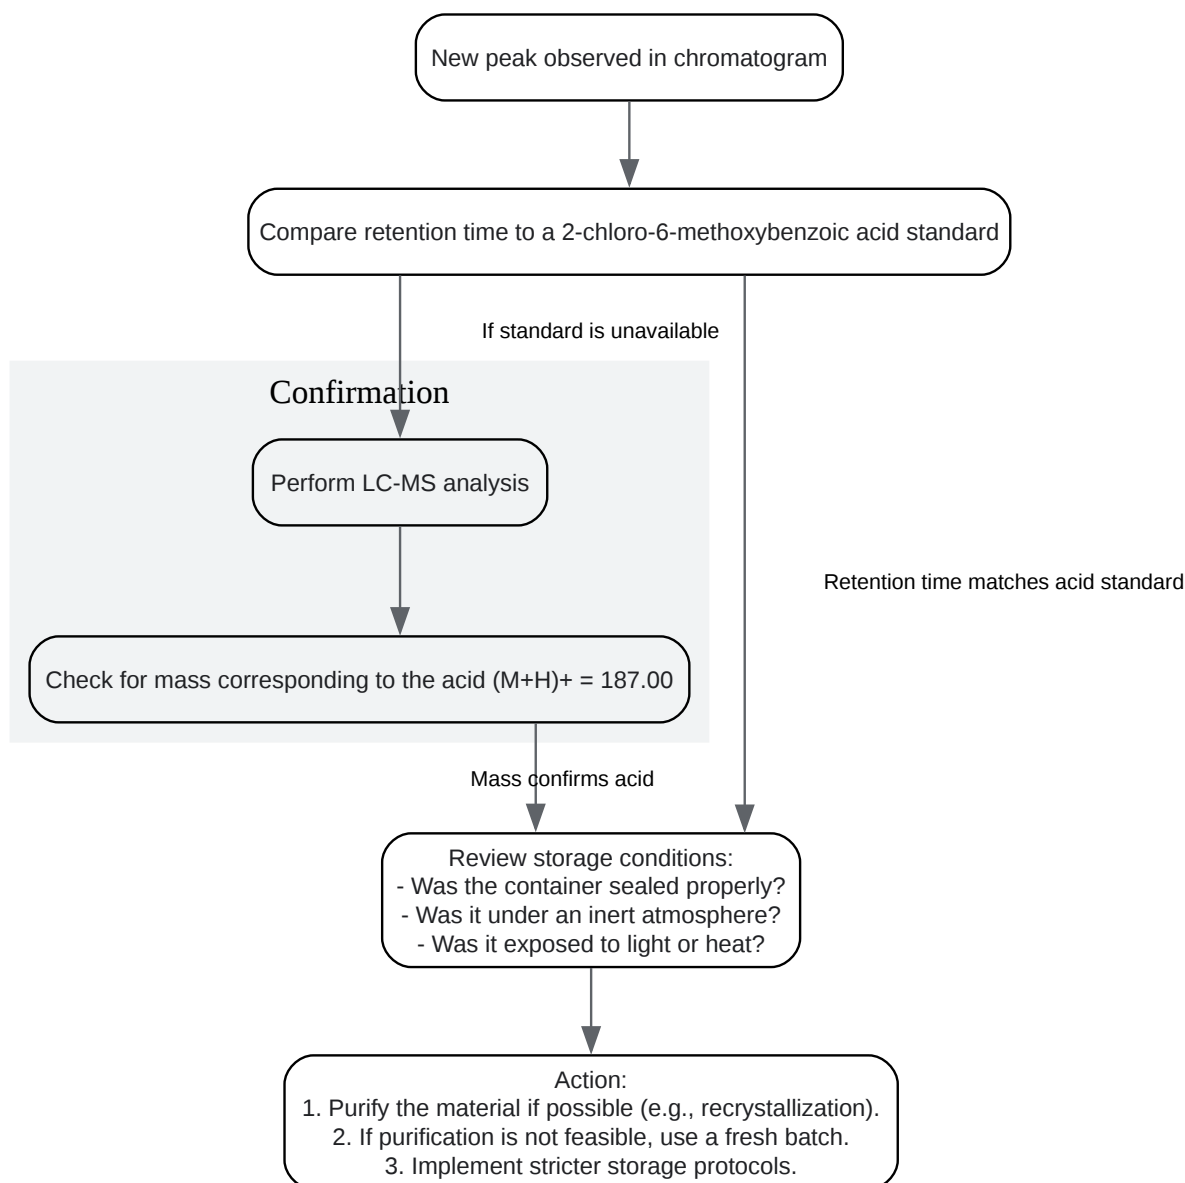 New peak observed in chromatogram
Compare retention time to a 2-chloro-6-methoxybenzoic acid standard
If standard is unavailable
Confirmation
Perform LC-MS analysis
Retention time matches acid standard
Check for mass corresponding to the acid (M+H)+ = 187.00
Mass confirms acid
Review storage conditions:
- Was the container sealed properly?
- Was it under an inert atmosphere?
- Was it exposed to light or heat?
Action:
1. Purify the material if possible (e.g., recrystallization).
2. If purification is not feasible, use a fresh batch.
3. Implement stricter storage protocols.